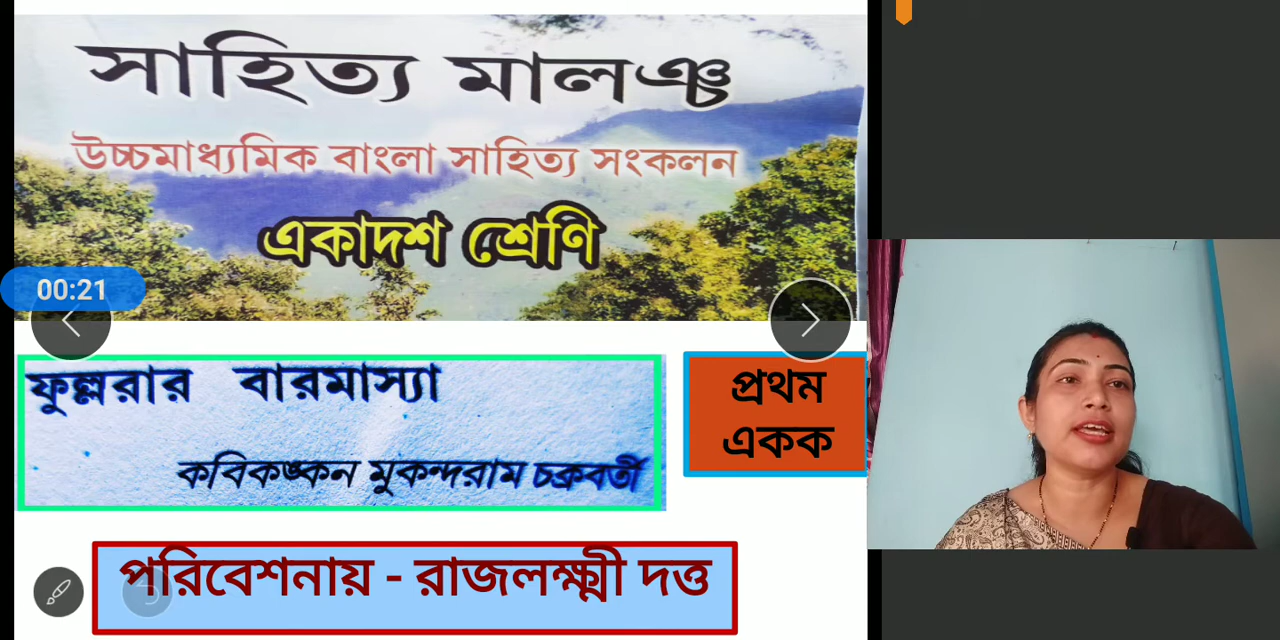 সাহিত্য মালঞ্চ
উচ্চমাধ্যমিক বাংলা সাহিত্য সংকলন
একাদশ শ্রেণি
00:21
ফুল্লরার বারমাস্যা
কবিকঙ্কন মুকন্দরাম চক্রবর্তী
প্রথম
একক
পরিবেশনায় - রাজলক্ষ্মী দত্ত